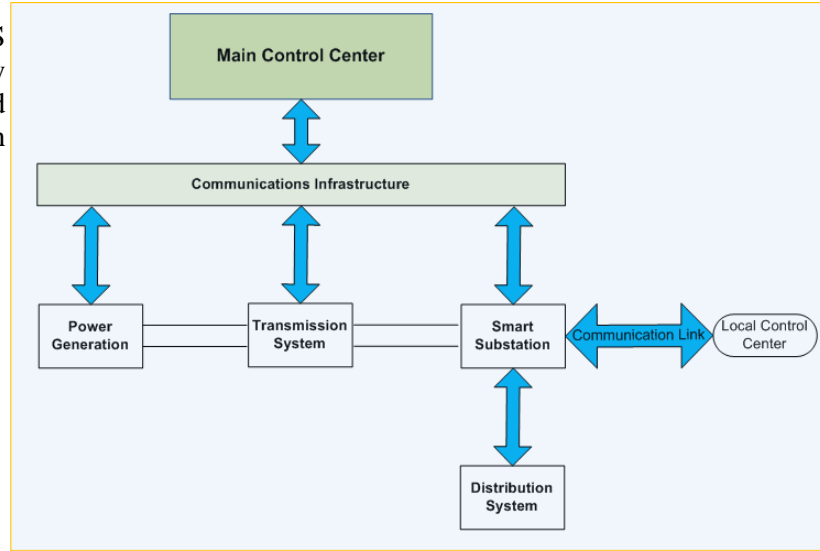 Main Control Center
Communications Infrastructure
Power
Generation
Transmission
System
Smart
Substation
Communication Link
Local Control
Center
Distribution
System